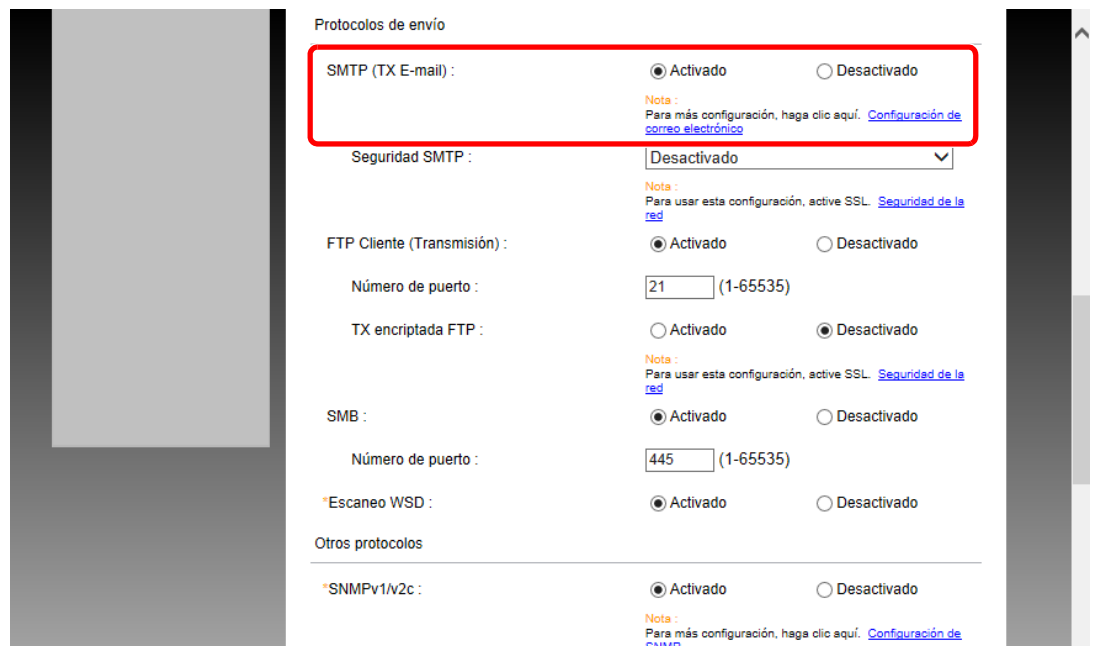 Protocolos de envío
SMTP (TX E-mail) : Activado Desactivado
Nota :
Para más configuración, haga clic aquí. Configuración de
correo electrónico
Seguridad SMTP : Desactivado
Nota :
Para usar esta configuración, active SSL. Seguridad de la
red
FTP Cliente (Transmisión) : Activado Desactivado
Número de puerto : 21 (1-65535)
TX encriptada FTP : Activado Desactivado
Nota :
Para usar esta configuración, active SSL. Seguridad de la
red
SMB : Activado Desactivado
Número de puerto : 445 (1-65535)
*Escaneo WSD : Activado Desactivado
Otros protocolos
*SNMPv1/v2c : Activado Desactivado
Nota :
Para más configuración, haga clic aquí. Configuración de
SNMP